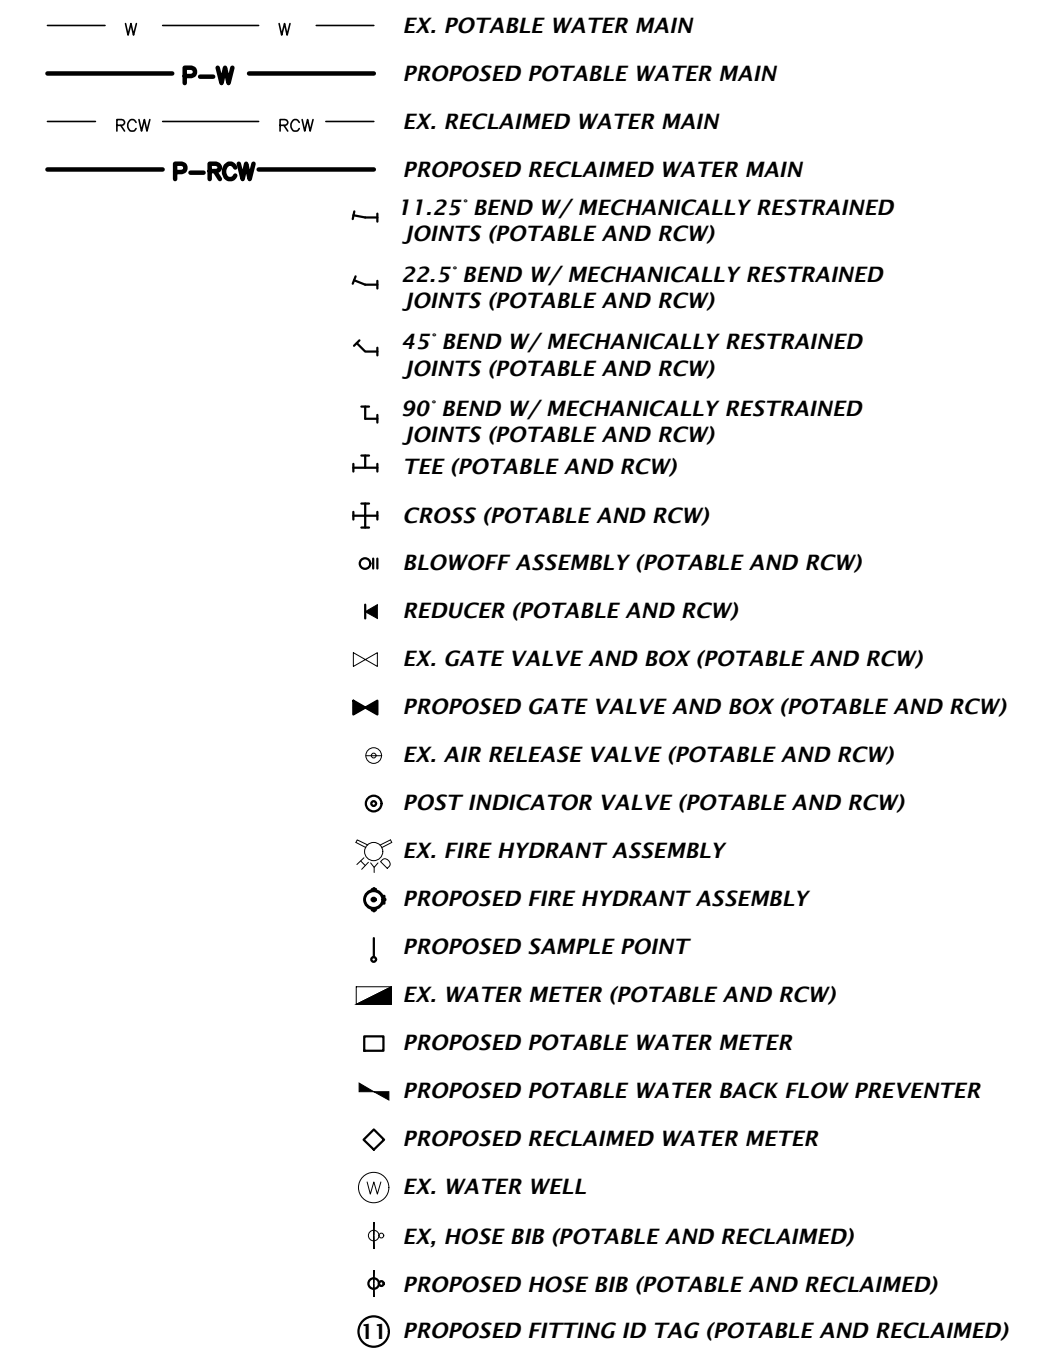 W W EX. POTABLE WATER MAIN
P-W PROPOSED POTABLE WATER MAIN
RCW RCW EX. RECLAIMED WATER MAIN
P-RCW PROPOSED RECLAIMED WATER MAIN
11.25° BEND W/ MECHANICALLY RESTRAINED
JOINTS (POTABLE AND RCW)
22.5° BEND W/ MECHANICALLY RESTRAINED
JOINTS (POTABLE AND RCW)
45° BEND W/ MECHANICALLY RESTRAINED
JOINTS (POTABLE AND RCW)
90° BEND W/ MECHANICALLY RESTRAINED
JOINTS (POTABLE AND RCW)
TEE (POTABLE AND RCW)
CROSS (POTABLE AND RCW)
BLOWOFF ASSEMBLY (POTABLE AND RCW)
REDUCER (POTABLE AND RCW)
EX. GATE VALVE AND BOX (POTABLE AND RCW)
PROPOSED GATE VALVE AND BOX (POTABLE AND RCW)
EX. AIR RELEASE VALVE (POTABLE AND RCW)
POST INDICATOR VALVE (POTABLE AND RCW)
HYD EX. FIRE HYDRANT ASSEMBLY
PROPOSED FIRE HYDRANT ASSEMBLY
PROPOSED SAMPLE POINT
EX. WATER METER (POTABLE AND RCW)
PROPOSED POTABLE WATER METER
PROPOSED POTABLE WATER BACK FLOW PREVENTER
PROPOSED RECLAIMED WATER METER
W EX. WATER WELL
EX, HOSE BIB (POTABLE AND RECLAIMED)
PROPOSED HOSE BIB (POTABLE AND RECLAIMED)
11 PROPOSED FITTING ID TAG (POTABLE AND RECLAIMED)